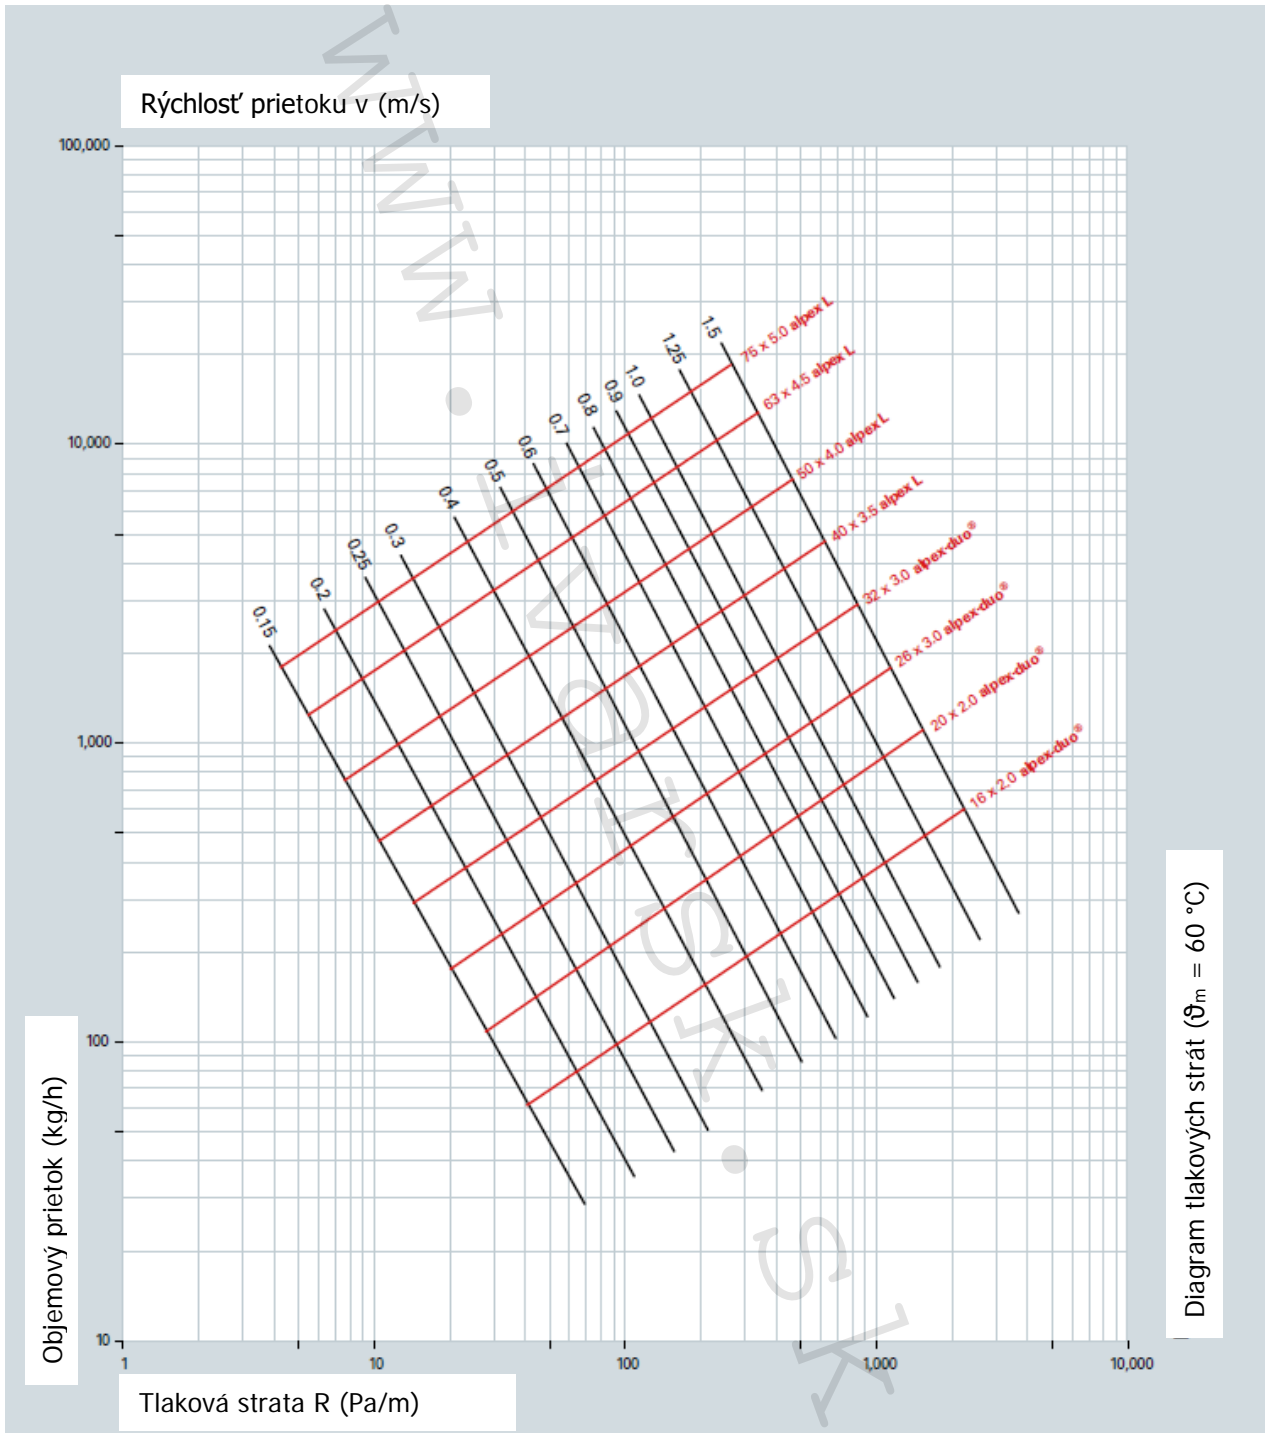 Rýchlosť prietoku v (m/s)
100,000
10,000
1,000
100
10
0.15
0.2
0.25
0.3
0.4
0.5
0.6
0.7
0.8
0.9
1.0
1.25
1.5
75 x 5.0 alpex L
63 x 4.5 alpex L
50 x 4.0 alpex L
40 x 3.5 alpex L
32 x 3.0 alpex-duo®
26 x 3.0 alpex-duo®
20 x 2.0 alpex-duo®
16 x 2.0 alpex-duo®
Objemový prietok (kg/h)
Diagram tlakových strát (ϑm = 60 °C)
1
10
100
1,000
10,000
Tlaková strata R (Pa/m)
www.ivarsk.sk